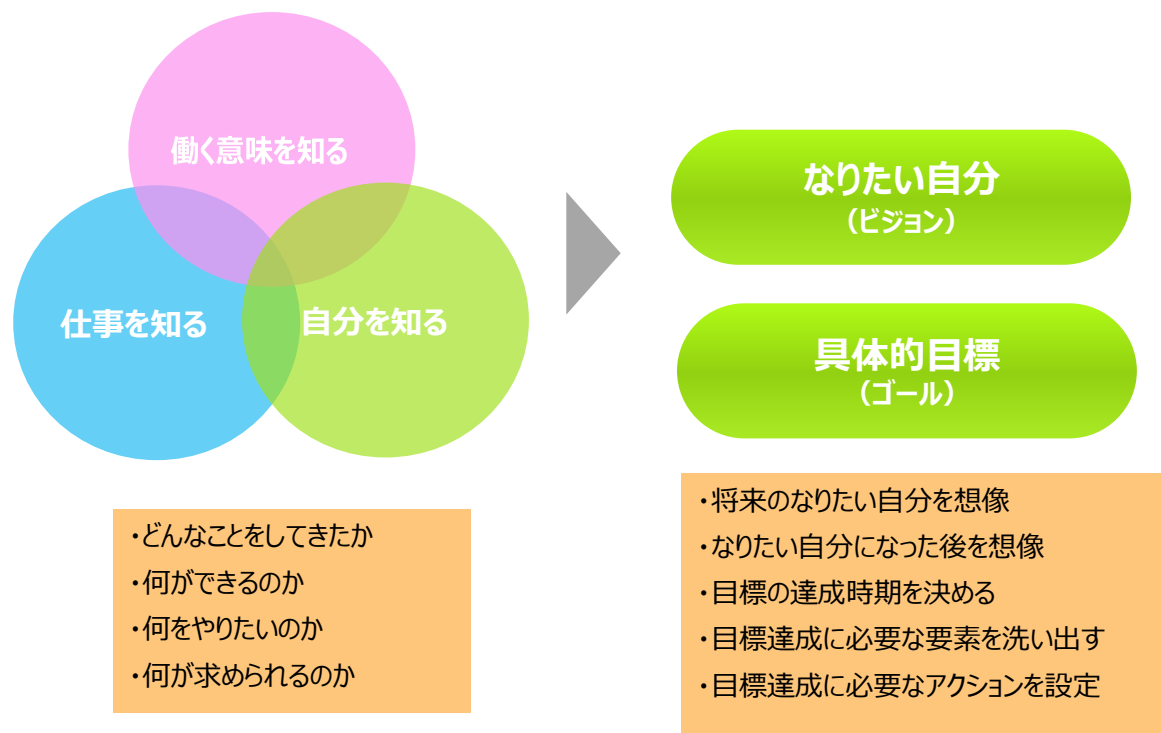 働く意味を知る
仕事を知る
自分を知る
・どんなことをしてきたか
・何ができるのか
・何をやりたいのか
・何が求められるのか
なりたい自分
（ビジョン）
具体的目標
（ゴール）
・将来のなりたい自分を想像
・なりたい自分になった後を想像
・目標の達成時期を決める
・目標達成に必要な要素を洗い出す
・目標達成に必要なアクションを設定